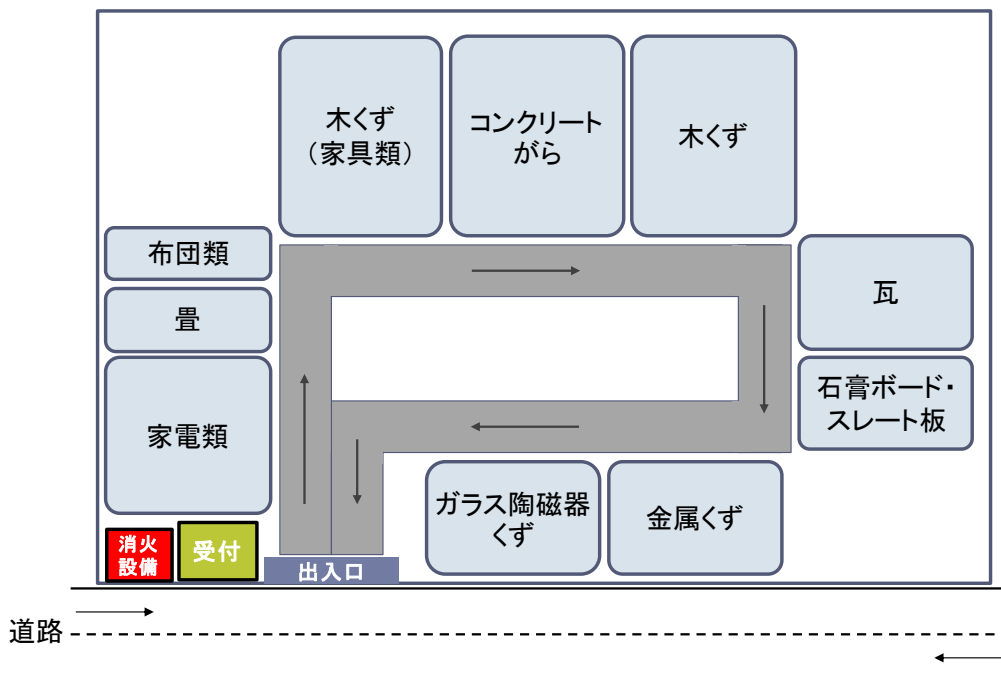 木くず
（家具類）
コンクリート
がら
木くず
布団類
畳
家電類
瓦
石膏ボード・
スレート板
ガラス陶磁器
くず
金属くず
消火
設備
受付
出入口
道路